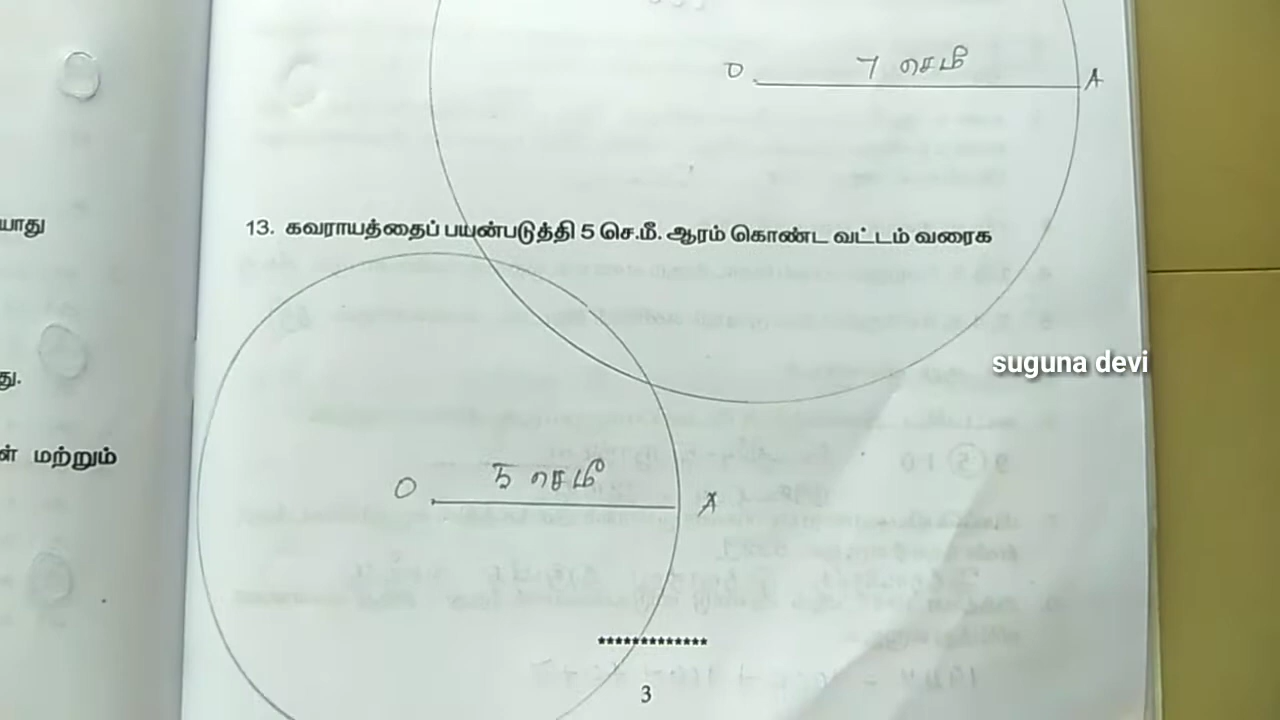 O 7 செமீ A
யாது
13. கவராயத்தைப் பயன்படுத்தி 5 செ.மீ. ஆரம் கொண்ட வட்டம் வரைக
suguna devi
து.
ள் மற்றும்
O 5 செமீ A
*************
3